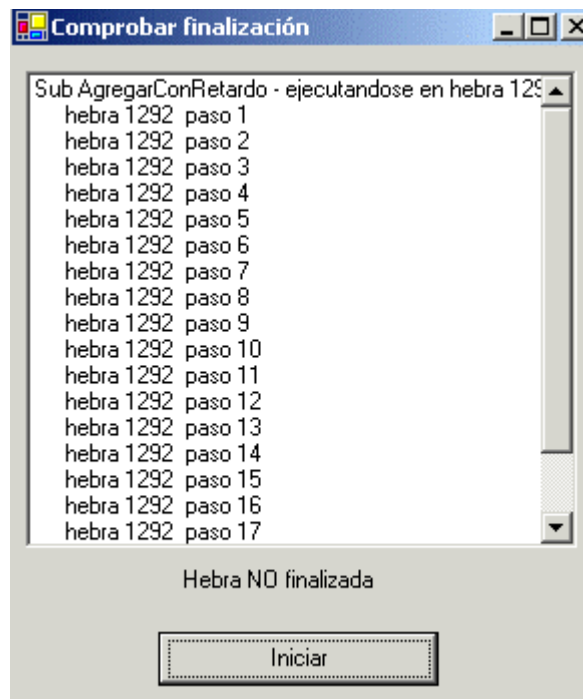 Comprobar finalización
Sub AgregarConRetardo - ejecutandose en hebra 129
hebra 1292 paso 1
hebra 1292 paso 2
hebra 1292 paso 3
hebra 1292 paso 4
hebra 1292 paso 5
hebra 1292 paso 6
hebra 1292 paso 7
hebra 1292 paso 8
hebra 1292 paso 9
hebra 1292 paso 10
hebra 1292 paso 11
hebra 1292 paso 12
hebra 1292 paso 13
hebra 1292 paso 14
hebra 1292 paso 15
hebra 1292 paso 16
hebra 1292 paso 17
Hebra NO finalizada
Iniciar